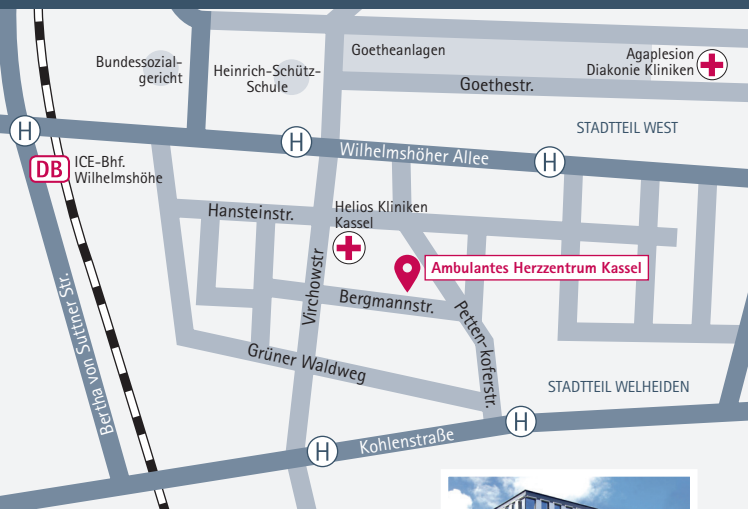 Goetheanlagen
Bundessozial-
gericht
Heinrich-Schütz-
Schule
Agaplesion
Diakonie Kliniken
Goethestr.
STADTTEIL WEST
H
H
H
Wilhelmshöher Allee
DB
ICE-Bhf.
Wilhelmshöhe
Hansteinstr.
Helios Kliniken
Kassel
Ambulantes Herzzentrum Kassel
Virchowstr
Bergmannstr.
Petten-koferstr.
Bertha von Suttner Str.
Grüner Waldweg
STADTTEIL WELHEIDEN
H
H
Kohlenstraße